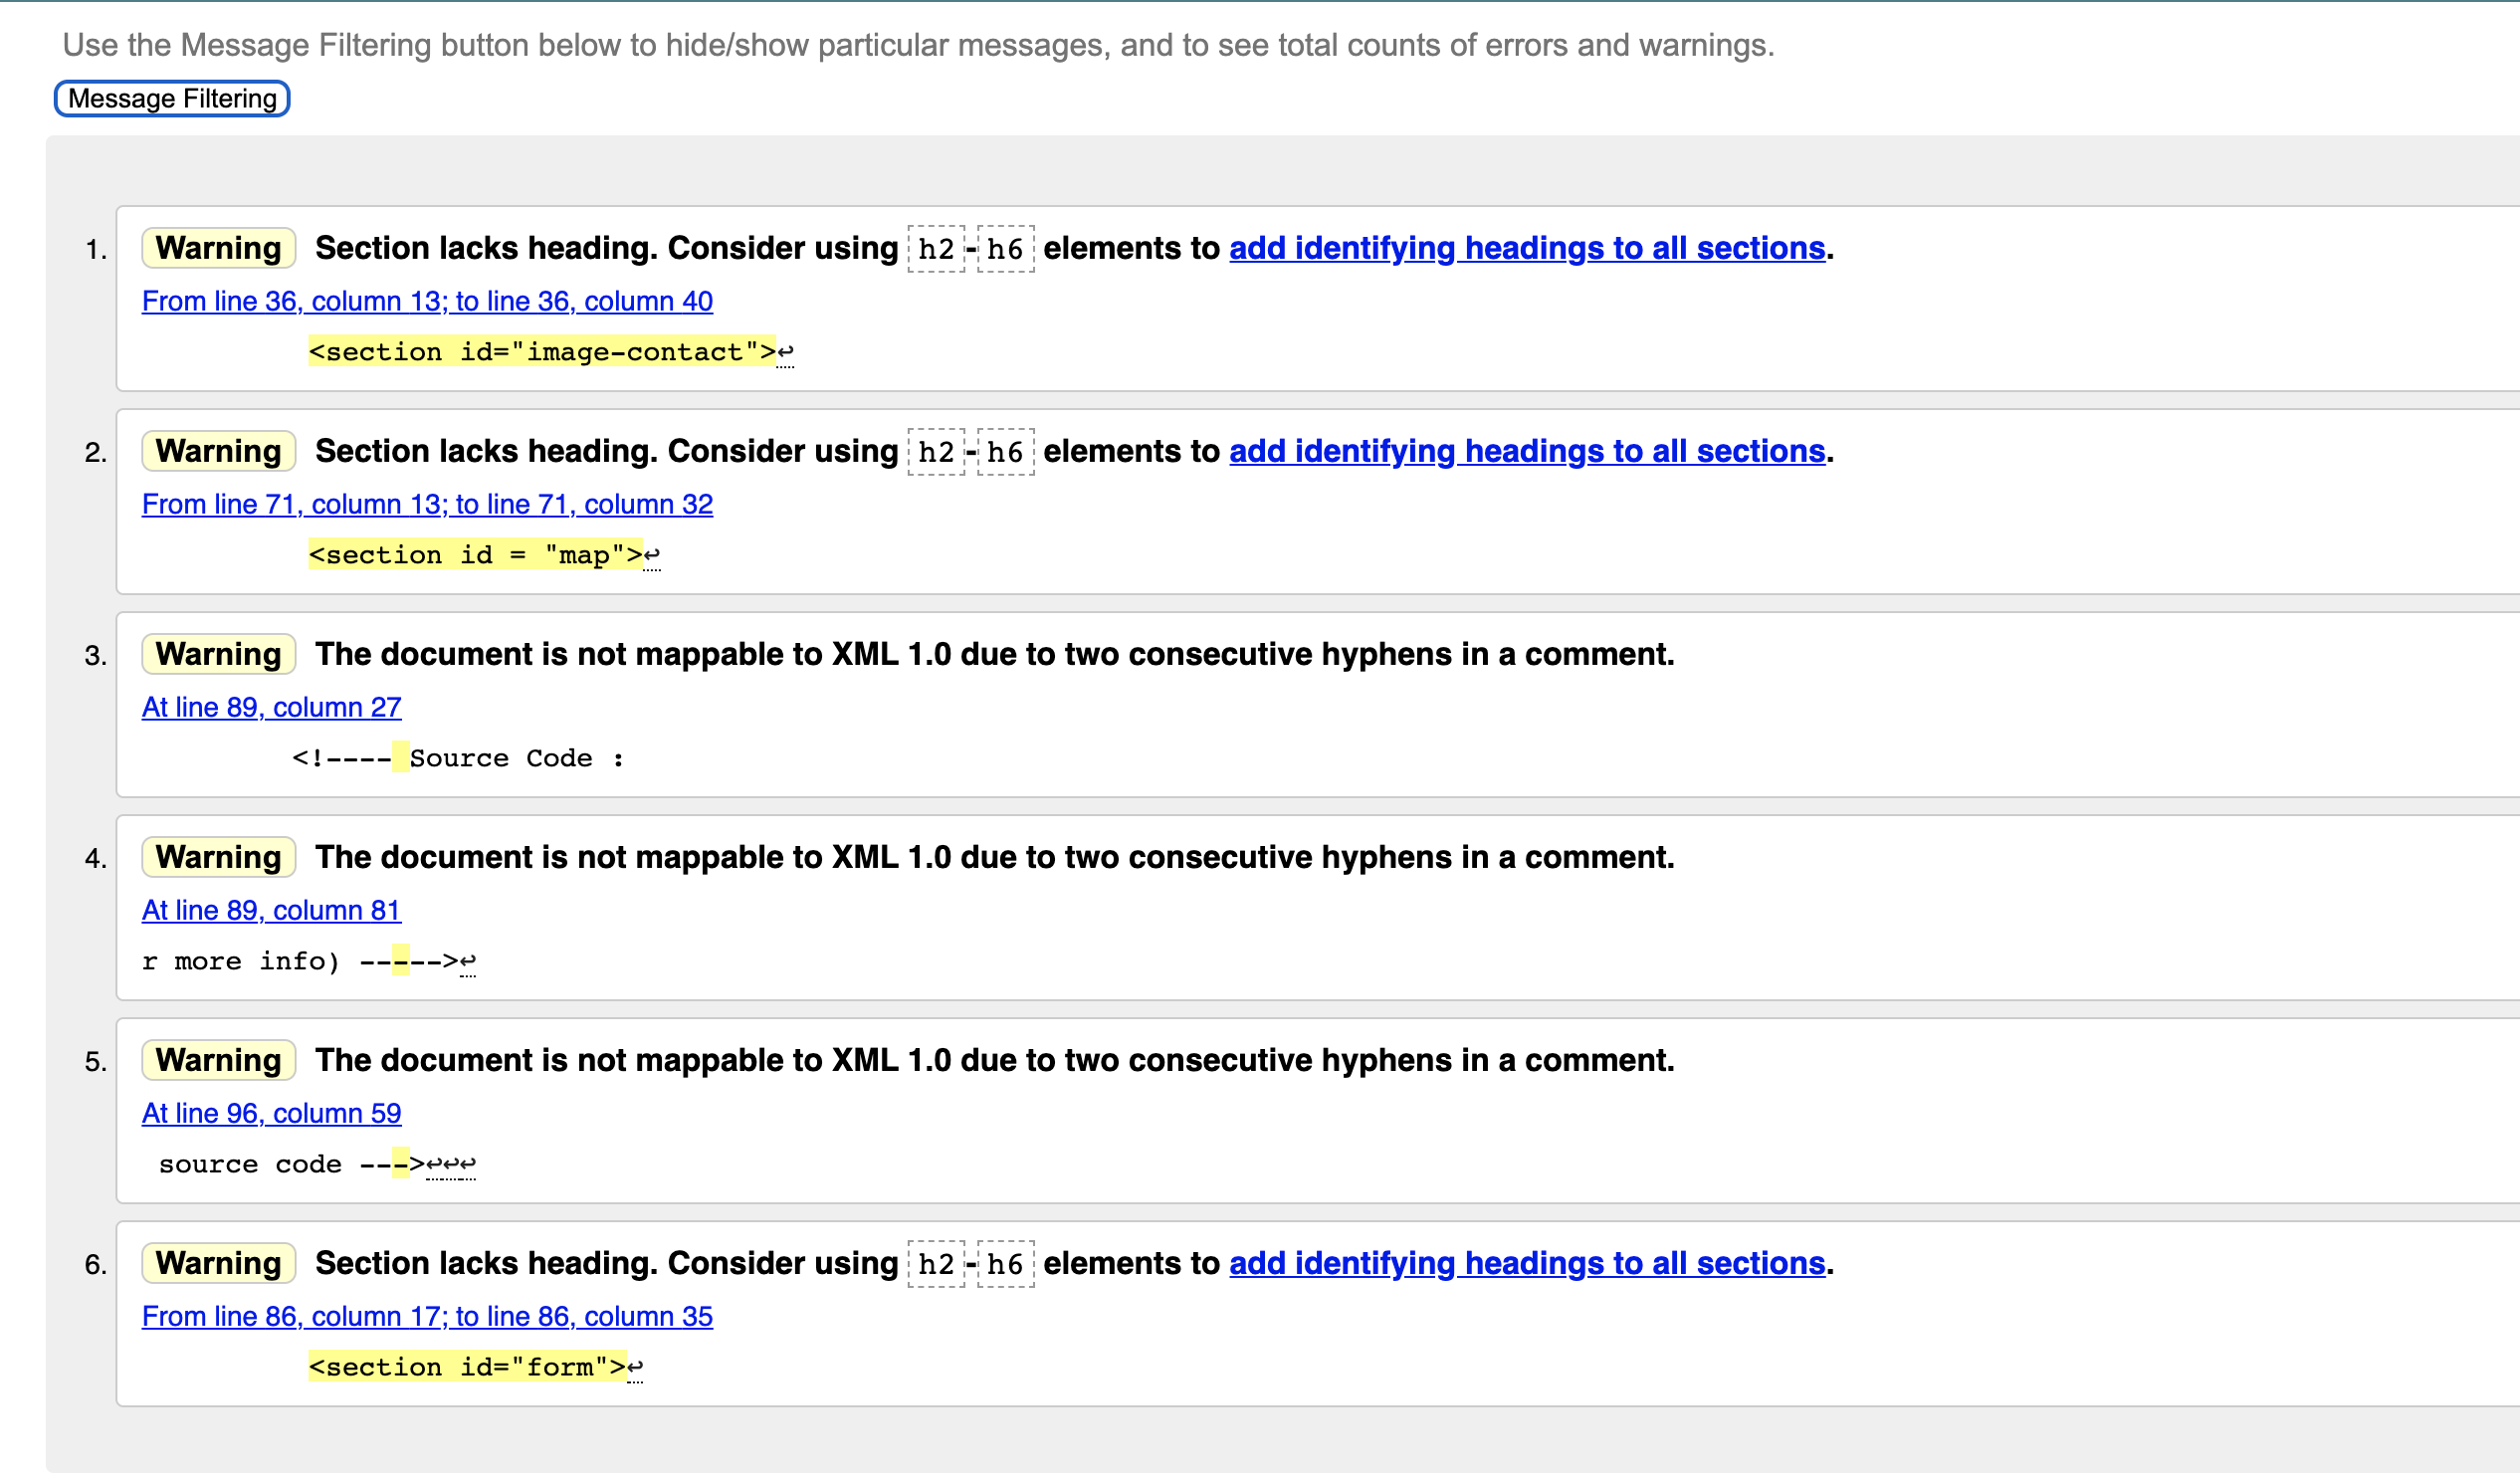 Use the Message Filtering button below to hide/show particular messages, and to see total counts of errors and warnings.
Message Filtering
1. Warning Section lacks heading. Consider using h2-h6 elements to add identifying headings to all sections.
From line 36, column 13; to line 36, column 40
<section id="image-contact">↩
2. Warning Section lacks heading. Consider using h2-h6 elements to add identifying headings to all sections.
From line 71, column 13; to line 71, column 32
<section id = "map">↩
3. Warning The document is not mappable to XML 1.0 due to two consecutive hyphens in a comment.
At line 89, column 27
<!---- Source Code :
4. Warning The document is not mappable to XML 1.0 due to two consecutive hyphens in a comment.
At line 89, column 81
r more info) ----->↩
5. Warning The document is not mappable to XML 1.0 due to two consecutive hyphens in a comment.
At line 96, column 59
source code --->↩↩↩
6. Warning Section lacks heading. Consider using h2-h6 elements to add identifying headings to all sections.
From line 86, column 17; to line 86, column 35
<section id="form">↩